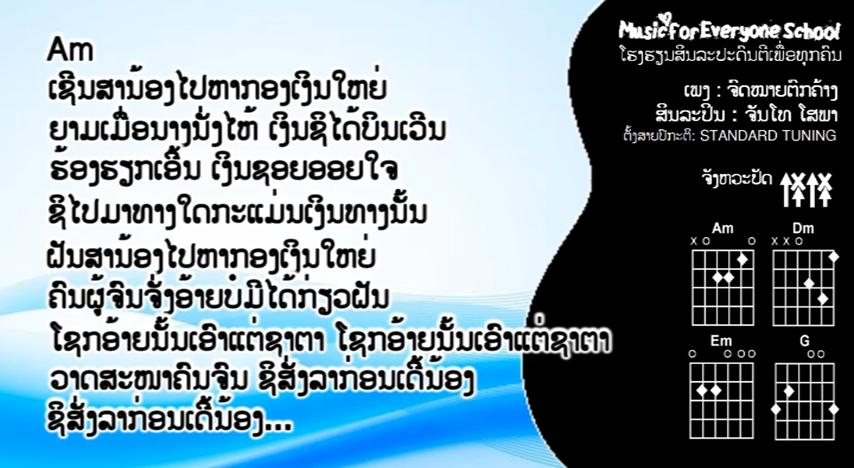 Am
ເຊີນສານ້ອງໄປຫາກອງເງິນໃຫຍ່
ຍາມເມື່ອນາງນັ່ງໄຫ້ ເງິນຊິໄດ້ບິນເວີນ
ຮ້ອງຮຽກເອີ້ນ ເງິນຊອຍອອຍໃຈ
ຊິໄປມາທາງໃດກະແມ່ນເງິນທາງນັ້ນ
ຝັນສານ້ອງໄປຫາກອງເງິນໃຫຍ່
ຄົນຜູ້ຈົນຈັ່ງອ້າຍບໍ່ມີໄດ້ກ່ຽວຝັນ
ໂຊກອ້າຍນັ້ນເອົາແຕ່ຊາຕາ ໂຊກອ້າຍນັ້ນເອົາແຕ່ຊາຕາ
ວາດສະໜາຄົນຈົນ ຊິສັ່ງລາກ່ອນເດີ້ນ້ອງ
ຊິສັ່ງລາກ່ອນເດີ້ນ້ອງ...
Music For Everyone School
ໂຮງຮຽນສິນລະປະດົນຕີເພື່ອທຸກຄົນ
ເພງ : ຈົດໝາຍຕົກຄ້າງ
ສິນລະປິນ : ຈັນໂທ ໂສພາ
ຕັ້ງສາຍປົກະຕິ: STANDARD TUNING
ຈັງຫວະປັດ
Am Dm
x o o x x o
Em G
o o o o o o